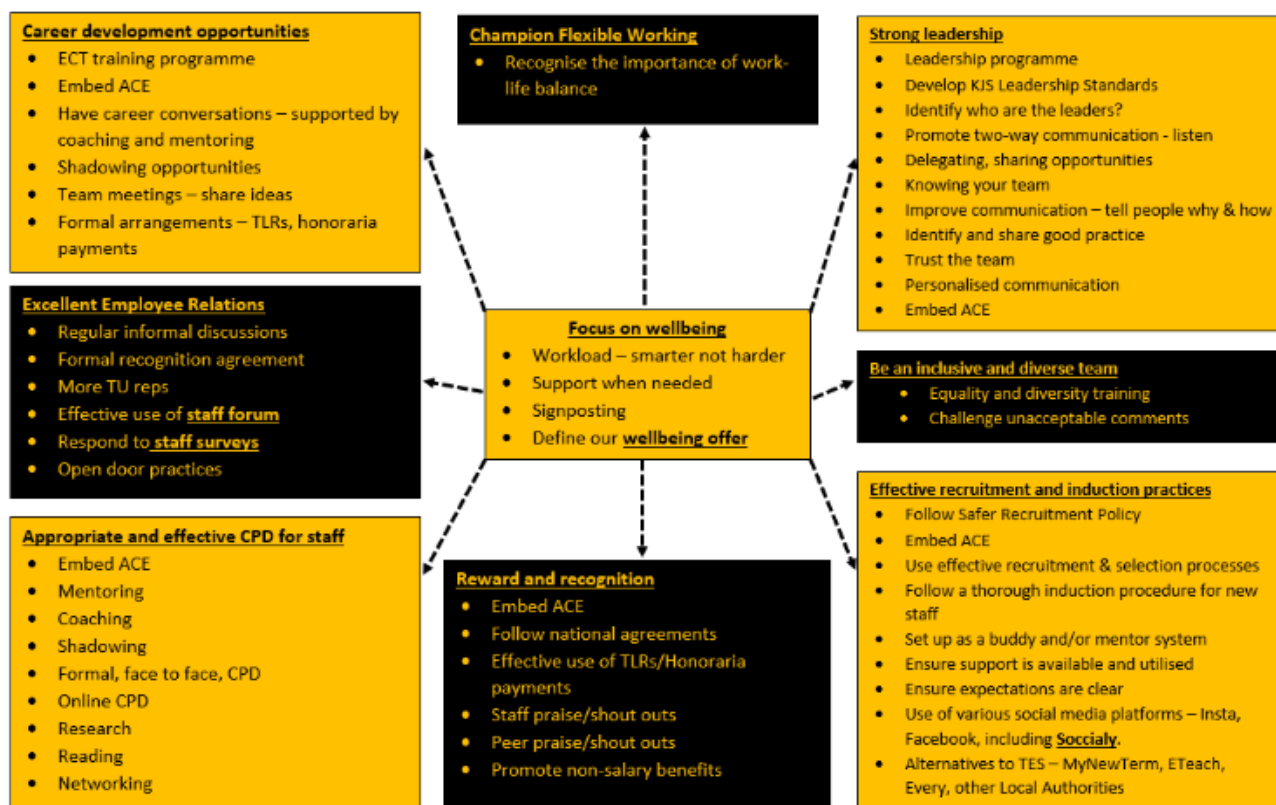 Career development opportunities
• ECT training programme
• Embed ACE
• Have career conversations – supported by
coaching and mentoring
• Shadowing opportunities
• Team meetings – share ideas
• Formal arrangements – TLRs, honoraria
payments
Champion Flexible Working
• Recognise the importance of work-
life balance
Strong leadership
• Leadership programme
• Develop KJS Leadership Standards
• Identify who are the leaders?
• Promote two-way communication - listen
• Delegating, sharing opportunities
• Knowing your team
• Improve communication – tell people why & how
• Identify and share good practice
• Trust the team
• Personalised communication
• Embed ACE
Excellent Employee Relations
• Regular informal discussions
• Formal recognition agreement
• More TU reps
• Effective use of staff forum
• Respond to staff surveys
• Open door practices
Focus on wellbeing
• Workload – smarter not harder
• Support when needed
• Signposting
• Define our wellbeing offer
Be an inclusive and diverse team
• Equality and diversity training
• Challenge unacceptable comments
Appropriate and effective CPD for staff
• Embed ACE
• Mentoring
• Coaching
• Shadowing
• Formal, face to face, CPD
• Online CPD
• Research
• Reading
• Networking
Reward and recognition
• Embed ACE
• Follow national agreements
• Effective use of TLRs/Honoraria
payments
• Staff praise/shout outs
• Peer praise/shout outs
• Promote non-salary benefits
Effective recruitment and induction practices
• Follow Safer Recruitment Policy
• Embed ACE
• Use effective recruitment & selection processes
• Follow a thorough induction procedure for new
staff
• Set up as a buddy and/or mentor system
• Ensure support is available and utilised
• Ensure expectations are clear
• Use of various social media platforms – Insta,
Facebook, including Soccialy.
• Alternatives to TES – MyNewTerm, ETeach,
Every, other Local Authorities